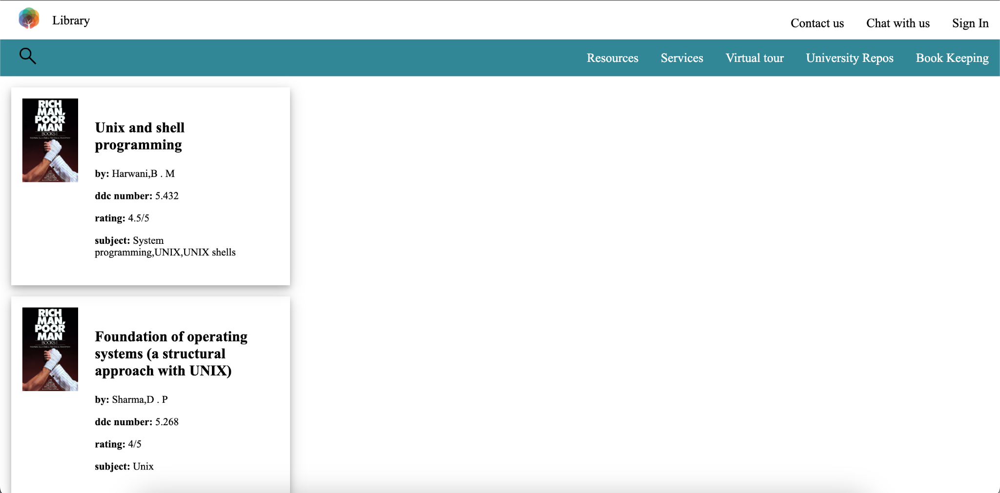 Library
Contact us Chat with us Sign In
Resources Services Virtual tour University Repos Book Keeping
RICH
MAN,
POOR
MAN
BOOKS I
Unix and shell
programming
by: Harwani,B . M
ddc number: 5.432
rating: 4.5/5
subject: System
programming,UNIX,UNIX shells
RICH
MAN,
POOR
MAN
BOOKS I
Foundation of operating
systems (a structural
approach with UNIX)
by: Sharma,D . P
ddc number: 5.268
rating: 4/5
subject: Unix